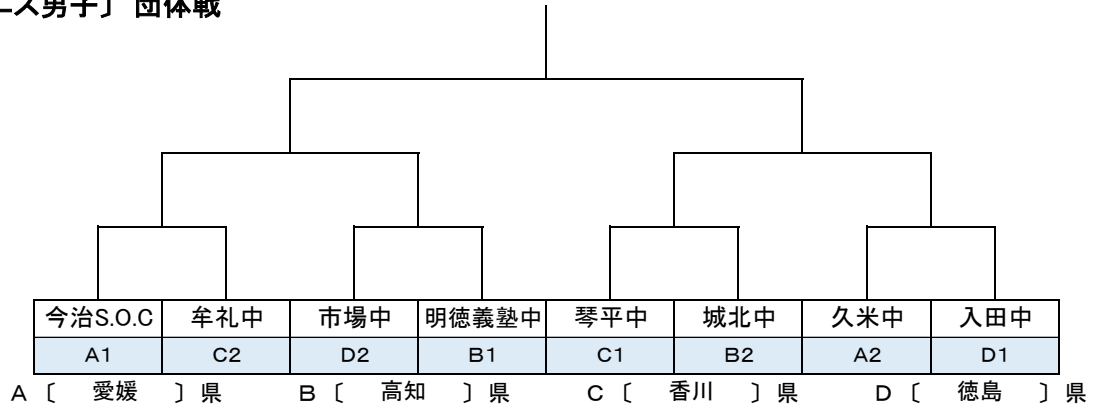 ニス男子〕 団体戦
今治S.O.C 牟礼中 市場中 明徳義塾中 琴平中 城北中 久米中 入田中
A1 C2 D2 B1 C1 B2 A2 D1
A 〔 愛媛 〕県 B 〔 高知 〕県 C 〔 香川 〕県 D 〔 徳島 〕県